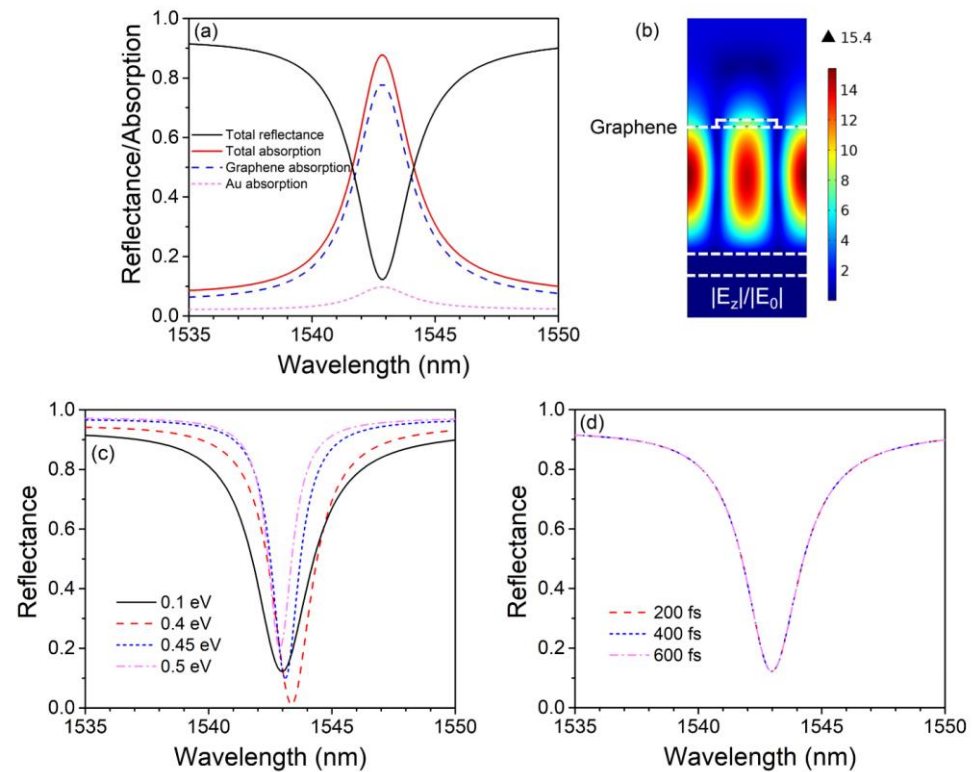 (a)
Reflectance/Absorption
1.0
0.8
0.6
0.4
0.2
0.0
Total reflectance
Total absorption
Graphene absorption
Au absorption
1535 1540 1545 1550
Wavelength (nm)
(b)
Graphene
|E_z|/|E_0|
15.4
14
12
10
8
6
4
2
(c)
Reflectance
1.0
0.8
0.6
0.4
0.2
0.0
0.1 eV
0.4 eV
0.45 eV
0.5 eV
1535 1540 1545 1550
Wavelength (nm)
(d)
Reflectance
1.0
0.8
0.6
0.4
0.2
0.0
200 fs
400 fs
600 fs
1535 1540 1545 1550
Wavelength (nm)